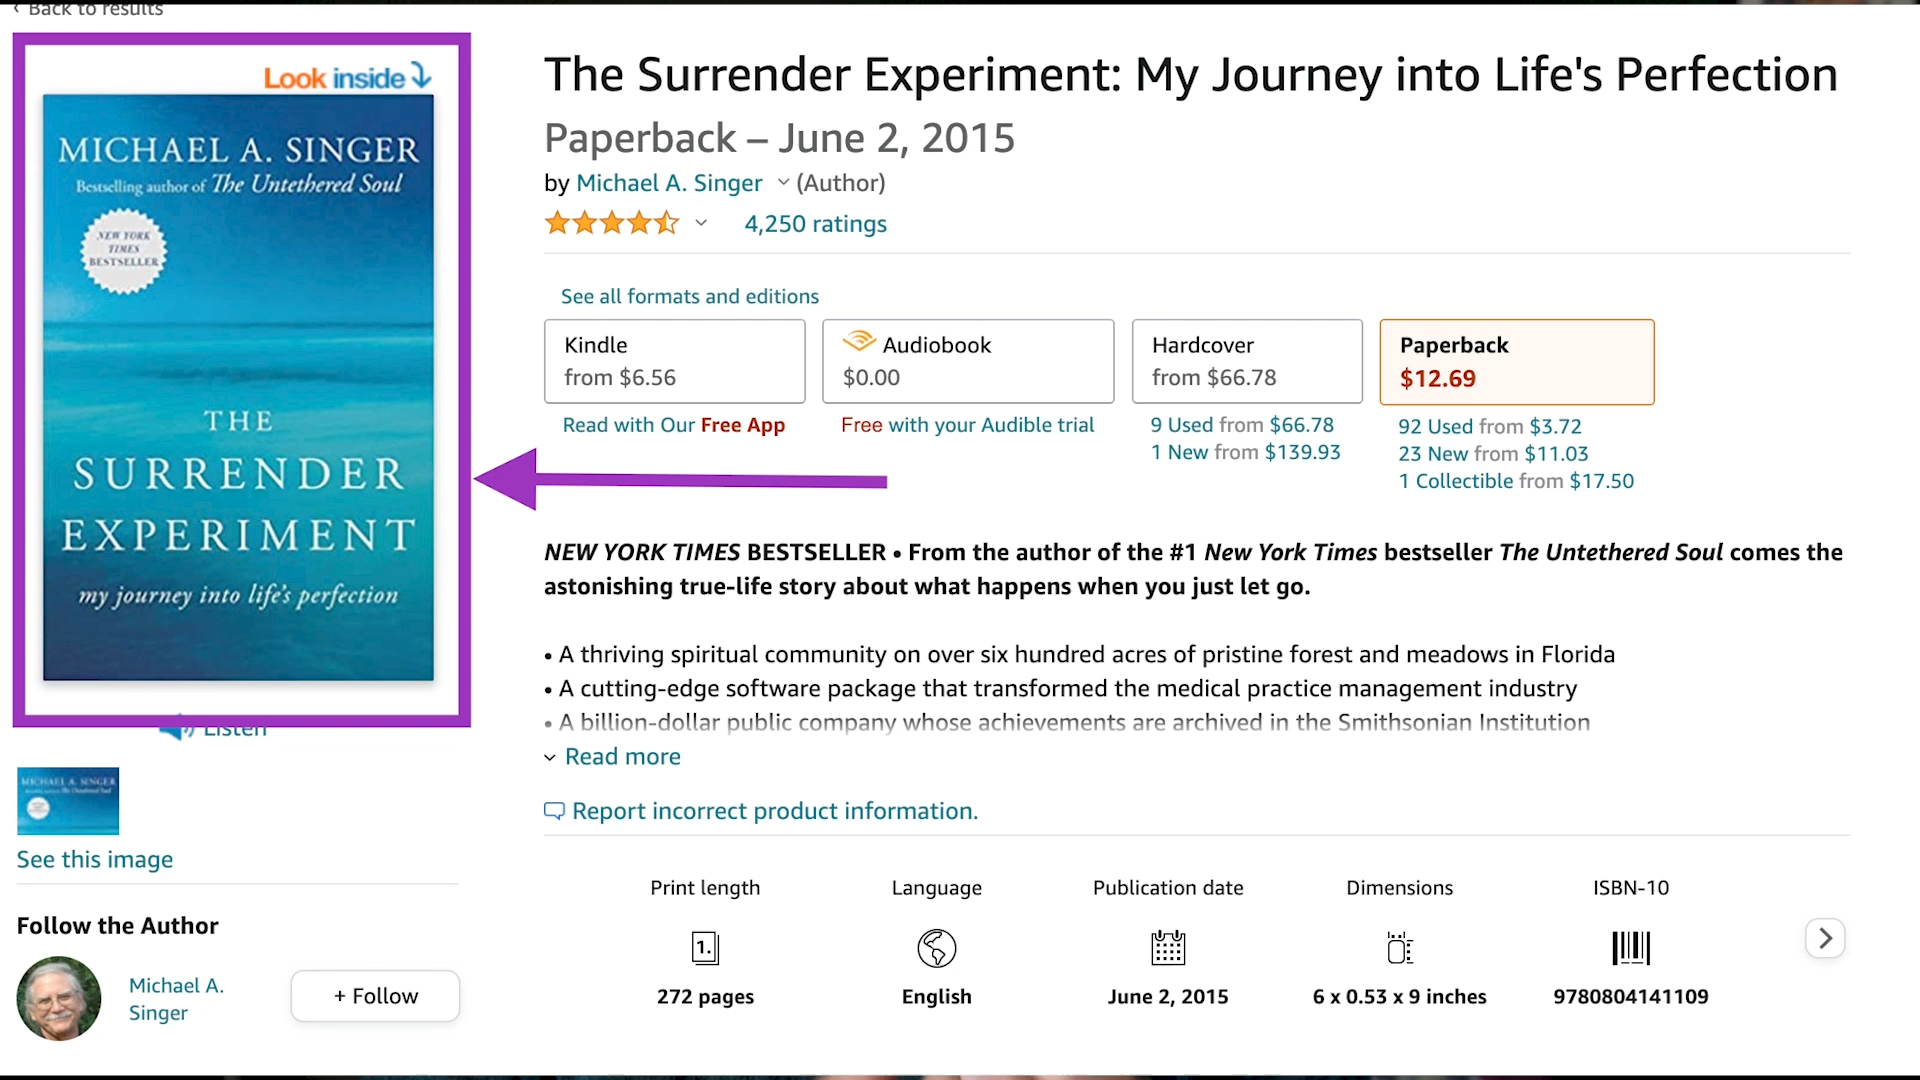 ‹ Back to results
Look inside
MICHAEL A. SINGER
Bestselling author of The Untethered Soul
NEW YORK
TIMES
BESTSELLER
THE
SURRENDER
EXPERIMENT
my journey into life's perfection
Listen
MICHAEL A. SINGER
See this image
Follow the Author
Michael A.
Singer
+ Follow
The Surrender Experiment: My Journey into Life's Perfection
Paperback – June 2, 2015
by Michael A. Singer (Author)
4,250 ratings
See all formats and editions
Kindle
from $6.56
Read with Our Free App
Audiobook
$0.00
Free with your Audible trial
Hardcover
from $66.78
9 Used from $66.78
1 New from $139.93
Paperback
$12.69
92 Used from $3.72
23 New from $11.03
1 Collectible from $17.50
NEW YORK TIMES BESTSELLER • From the author of the #1 New York Times bestseller The Untethered Soul comes the
astonishing true-life story about what happens when you just let go.
• A thriving spiritual community on over six hundred acres of pristine forest and meadows in Florida
• A cutting-edge software package that transformed the medical practice management industry
• A billion-dollar public company whose achievements are archived in the Smithsonian Institution
Read more
Report incorrect product information.
Print length
1.
272 pages
Language
English
Publication date
June 2, 2015
Dimensions
6 x 0.53 x 9 inches
ISBN-10
9780804141109